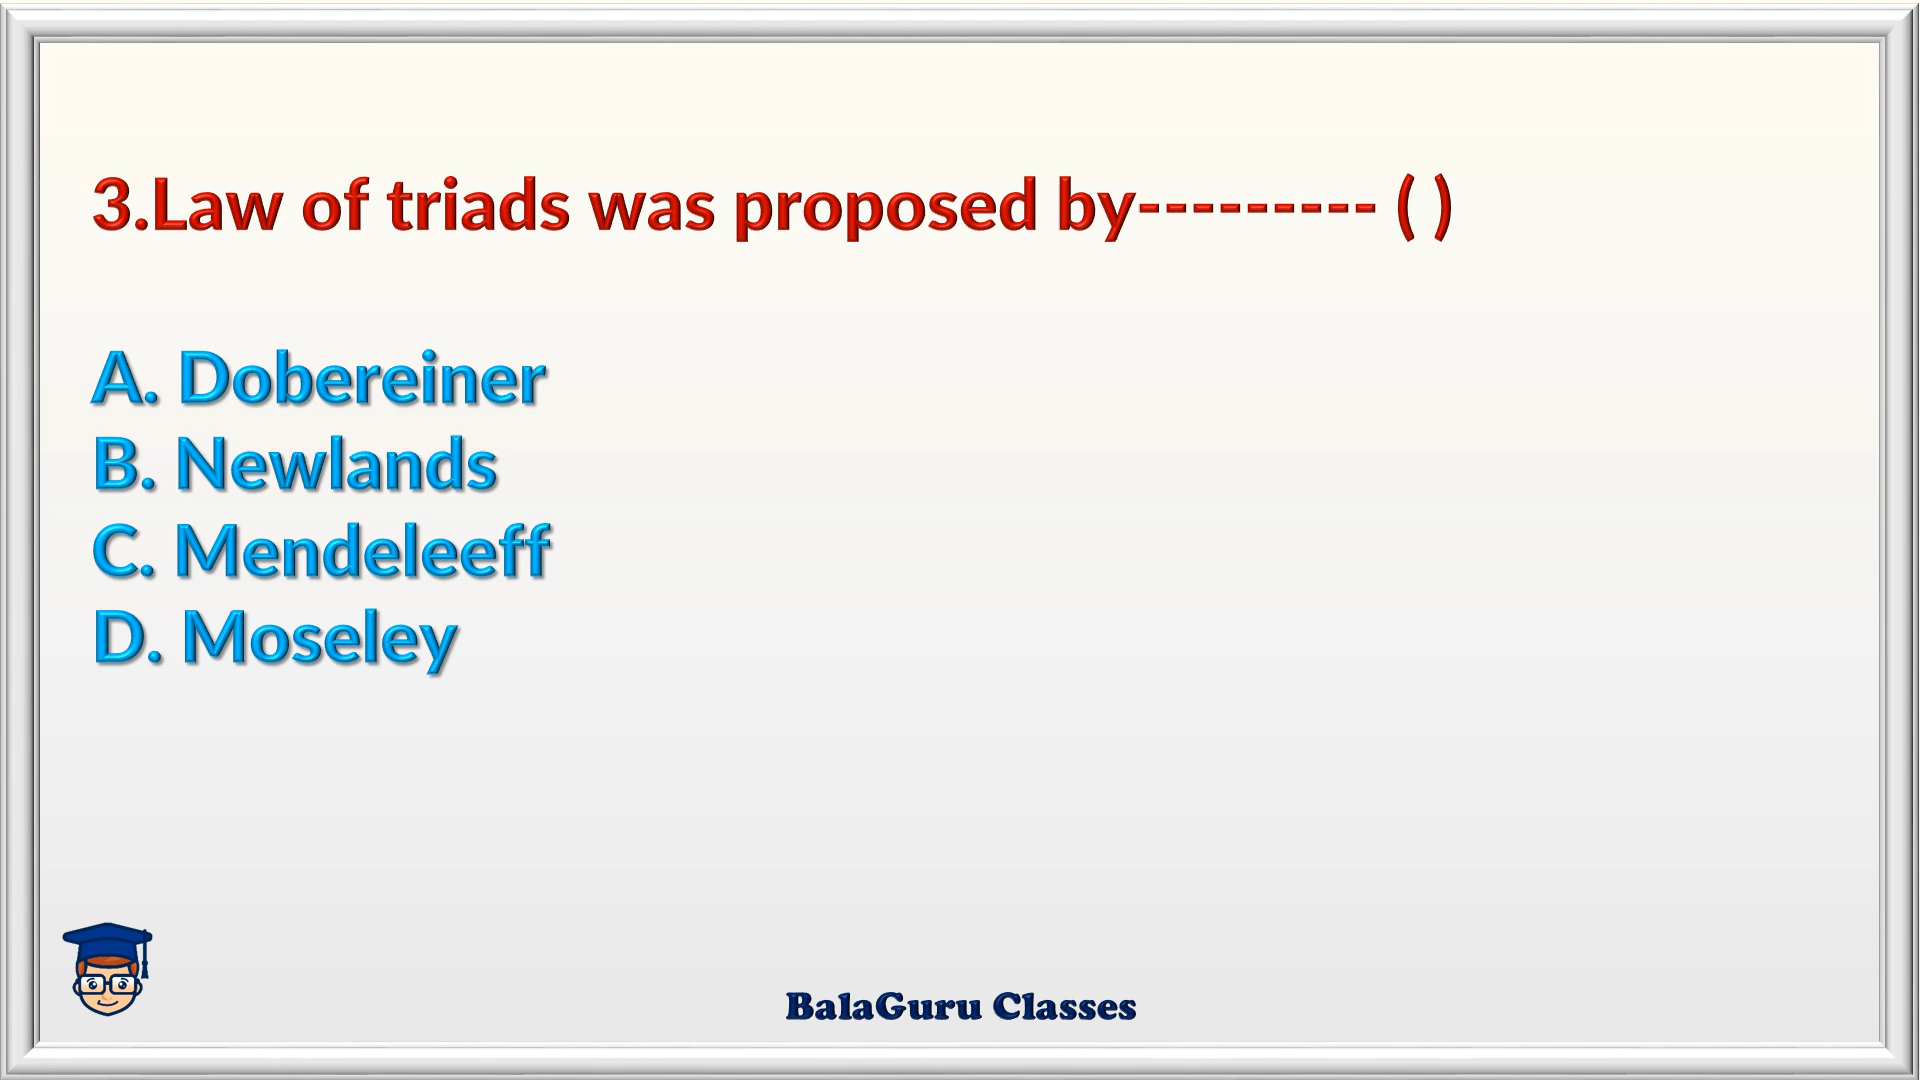 3.Law of triads was proposed by--------- ( )
A. Dobereiner
B. Newlands
C. Mendeleeff
D. Moseley
BalaGuru Classes